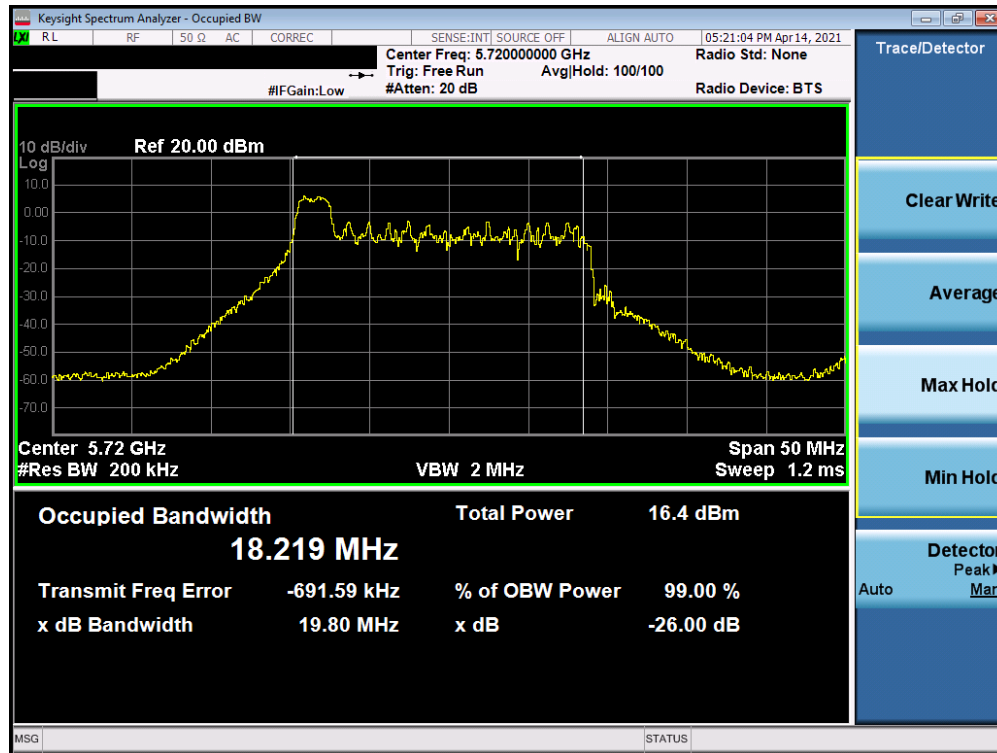 Keysight Spectrum Analyzer - Occupied BW
LXI RL RF 50 Ω AC CORREC SENSE:INT SOURCE OFF ALIGN AUTO 05:21:04 PM Apr 14, 2021
Center Freq: 5.720000000 GHz Radio Std: None
Trig: Free Run Avg|Hold: 100/100
#IFGain:Low #Atten: 20 dB Radio Device: BTS
Trace/Detector
10 dB/div Ref 20.00 dBm
Log
10.0
0.00
-10.0
-20.0
-30.0
-40.0
-50.0
-60.0
-70.0
Center 5.72 GHz Span 50 MHz
#Res BW 200 kHz VBW 2 MHz Sweep 1.2 ms
Occupied Bandwidth Total Power 16.4 dBm
18.219 MHz
Transmit Freq Error -691.59 kHz % of OBW Power 99.00 %
x dB Bandwidth 19.80 MHz x dB -26.00 dB
Clear Write
Average
Max Hold
Min Hold
Detector
Peak
Auto Man
MSG STATUS